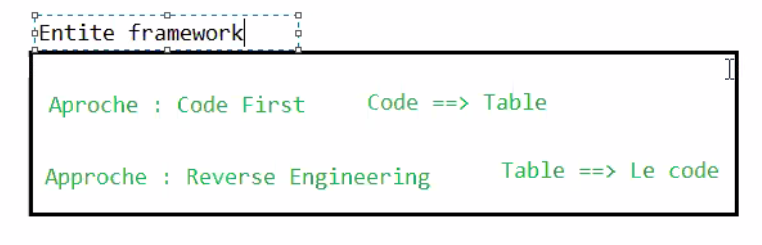 Entite framework
Aproche : Code First Code ==> Table
Approche : Reverse Engineering Table ==> Le code